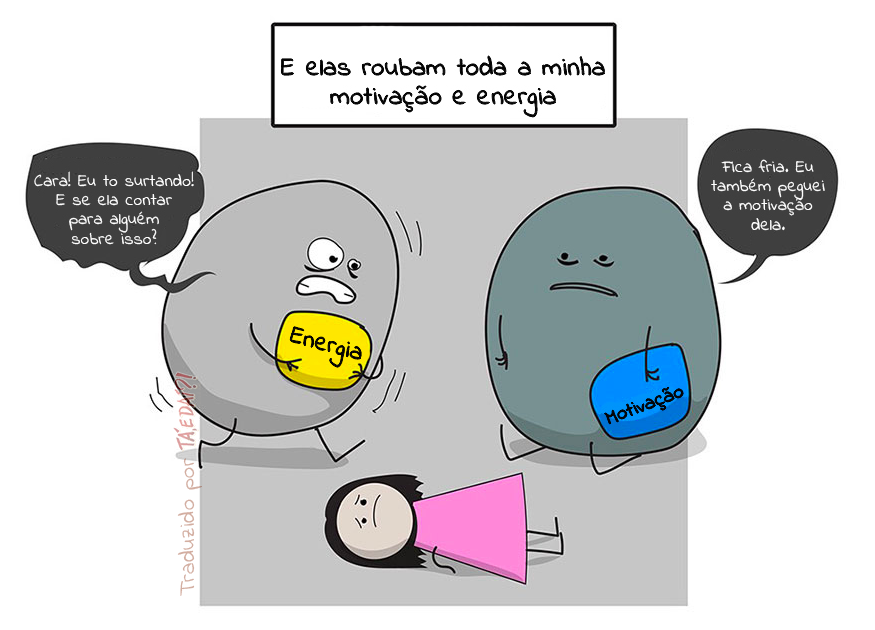 E elas roubam toda a minha
motivação e energia
Cara! Eu to surtando!
E se ela contar
para alguém
sobre isso?
Fica fria. Eu
também peguei
a motivação
dela.
Energia
Motivação
Traduzido por TÁ,EDAÍ?!